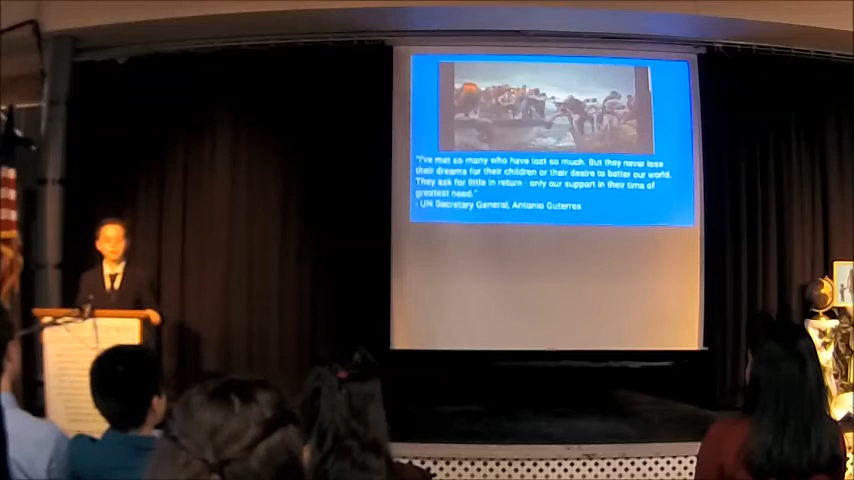 "I've met so many who have lost so much. But they never lose
their dreams for their children or their desire to better our world.
They ask for little in return - only our support in their time of
greatest need."
- UN Secretary General, Antonio Guterres